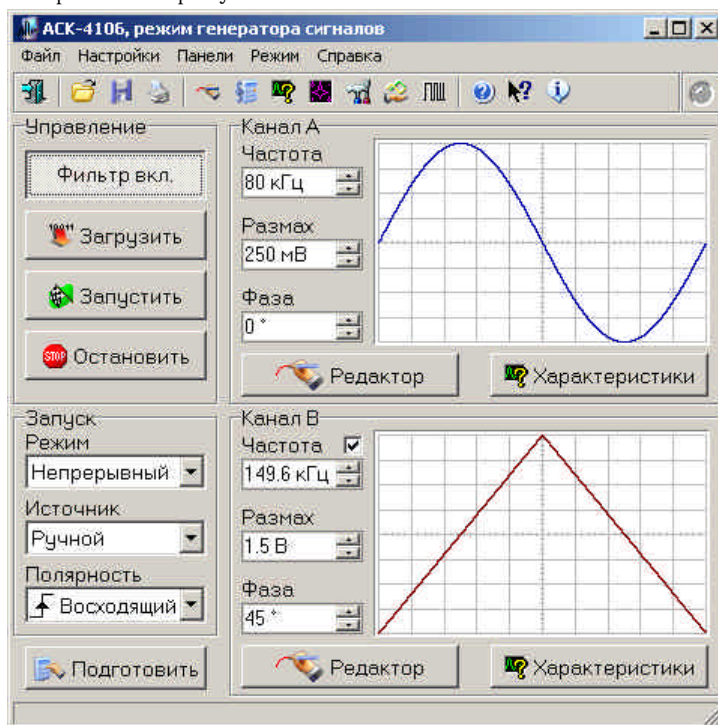 АСК-4106, режим генератора сигналов
Файл Настройки Панели Режим Справка
Управление
Фильтр вкл.
Загрузить
Запустить
STOP Остановить
Канал А
Частота
80 кГц
Размах
250 мВ
Фаза
0 °
Редактор
Характеристики
Запуск
Режим
Непрерывный
Источник
Ручной
Полярность
Восходящий
Подготовить
Канал В
Частота
149.6 кГц
Размах
1.5 В
Фаза
45 °
Редактор
Характеристики